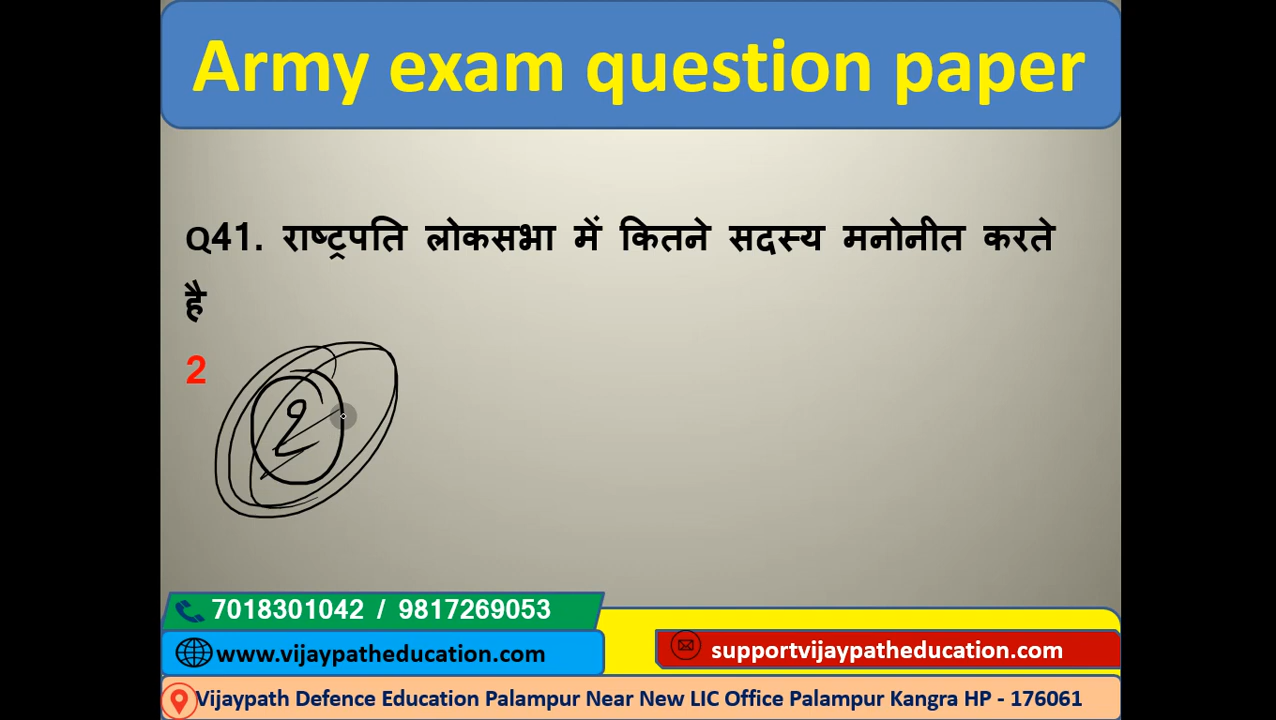 Army exam question paper
Q41. राष्ट्रपति लोकसभा में कितने सदस्य मनोनीत करते
है
2
2
7018301042 / 9817269053
www.vijaypatheducation.com
supportvijaypatheducation.com
Vijaypath Defence Education Palampur Near New LIC Office Palampur Kangra HP - 176061